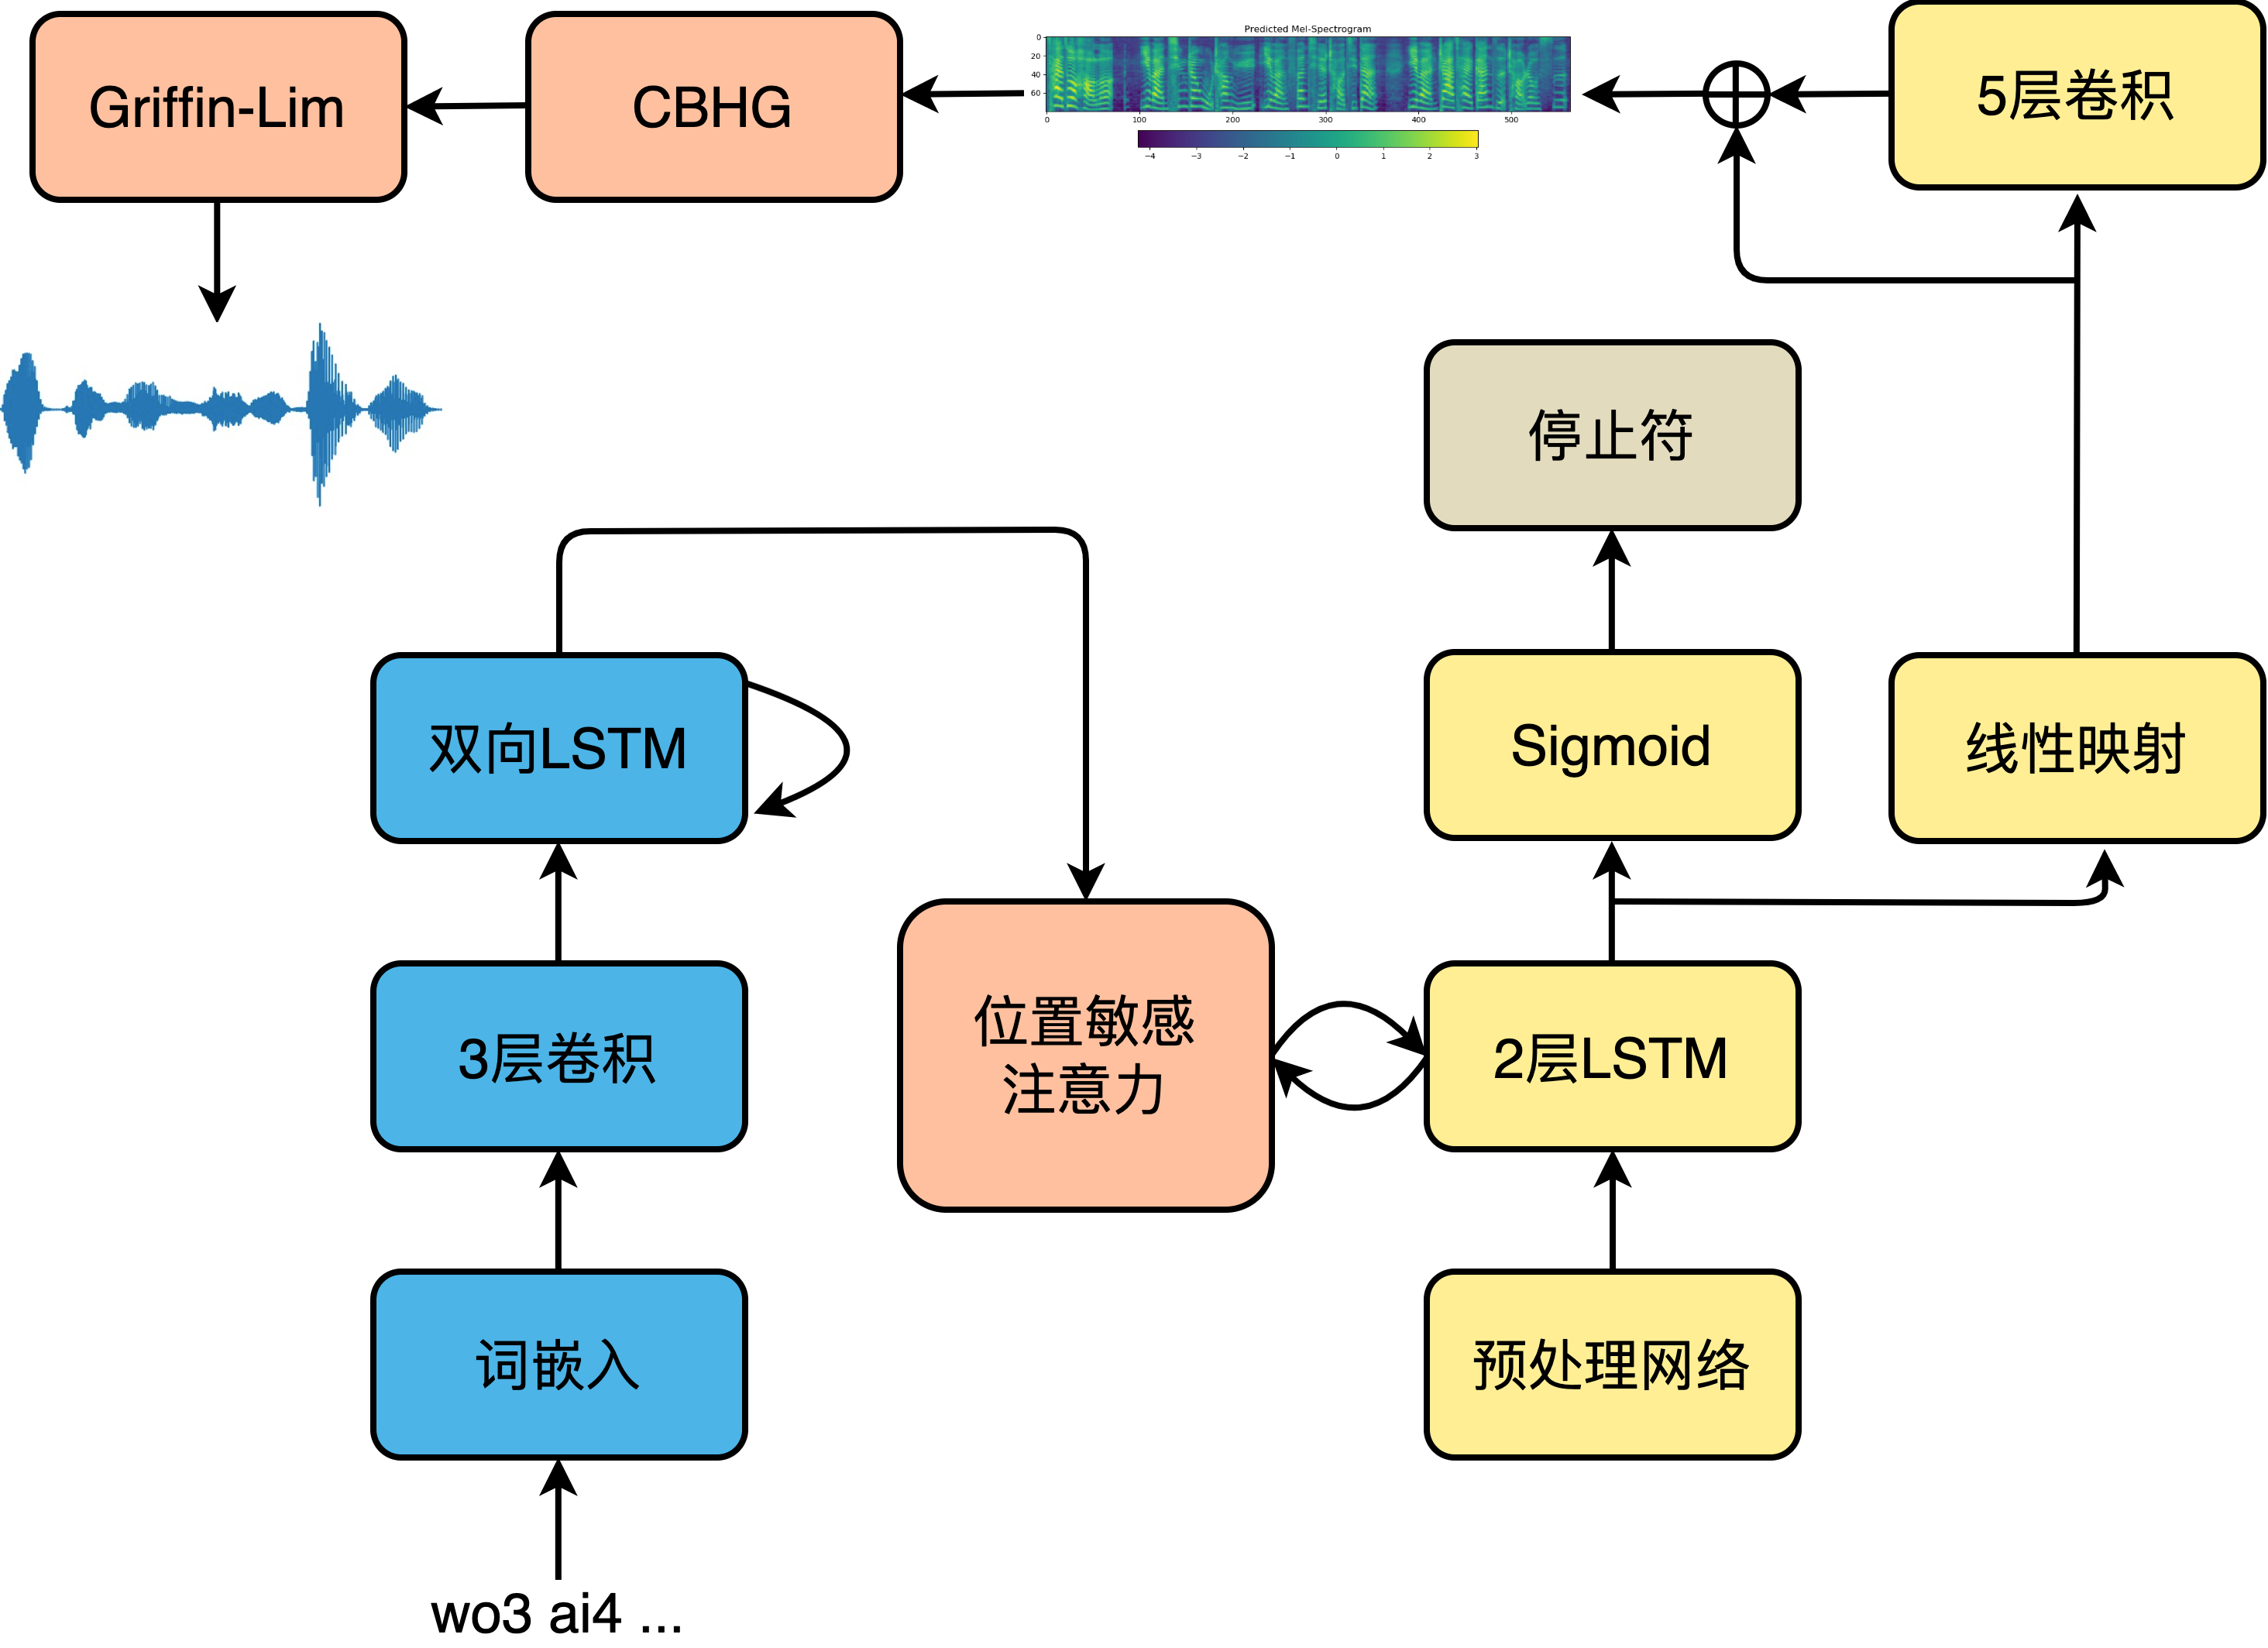 Griffin-Lim
CBHG
Predicted Mel-Spectrogram
0
20
40
60
0 100 200 300 400 500
−4 −3 −2 −1 0 1 2 3
5层卷积
停止符
双向LSTM
Sigmoid
线性映射
3层卷积
位置敏感
注意力
2层LSTM
词嵌入
预处理网络
wo3 ai4 ...